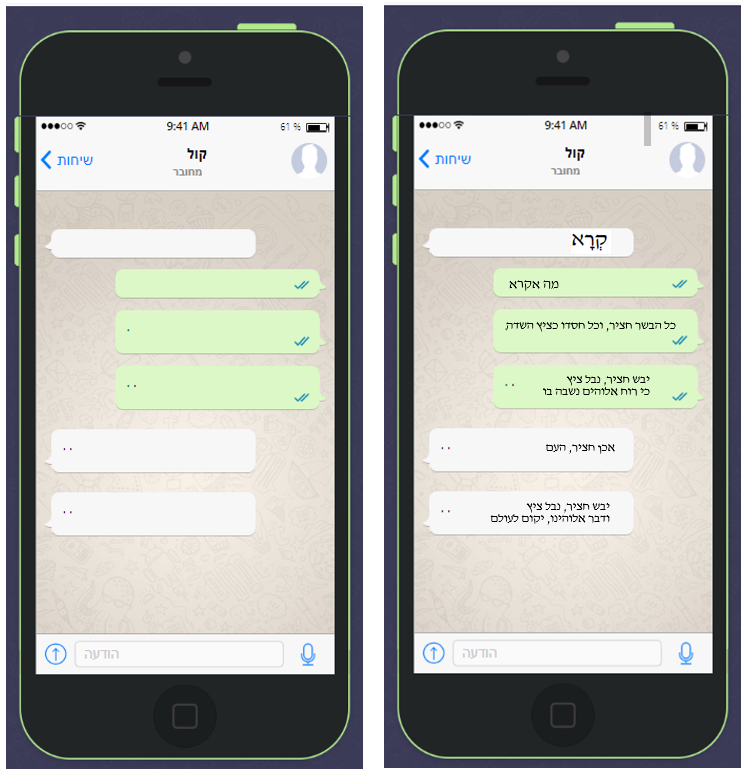 9:41 AM
61 %
שיחות
קול
מחובר
הודעה
9:41 AM
61 %
שיחות
קול
מחובר
קְרָא
מה אקרא
כל הבשר חציר, וכל חסדו כציץ השדה,
יבש חציר, נבל ציץ
כי רוח אלוהים נשבה בו
אכן חציר, העם
יבש חציר, נבל ציץ
ודבר אלוהינו, יקום לעולם
הודעה